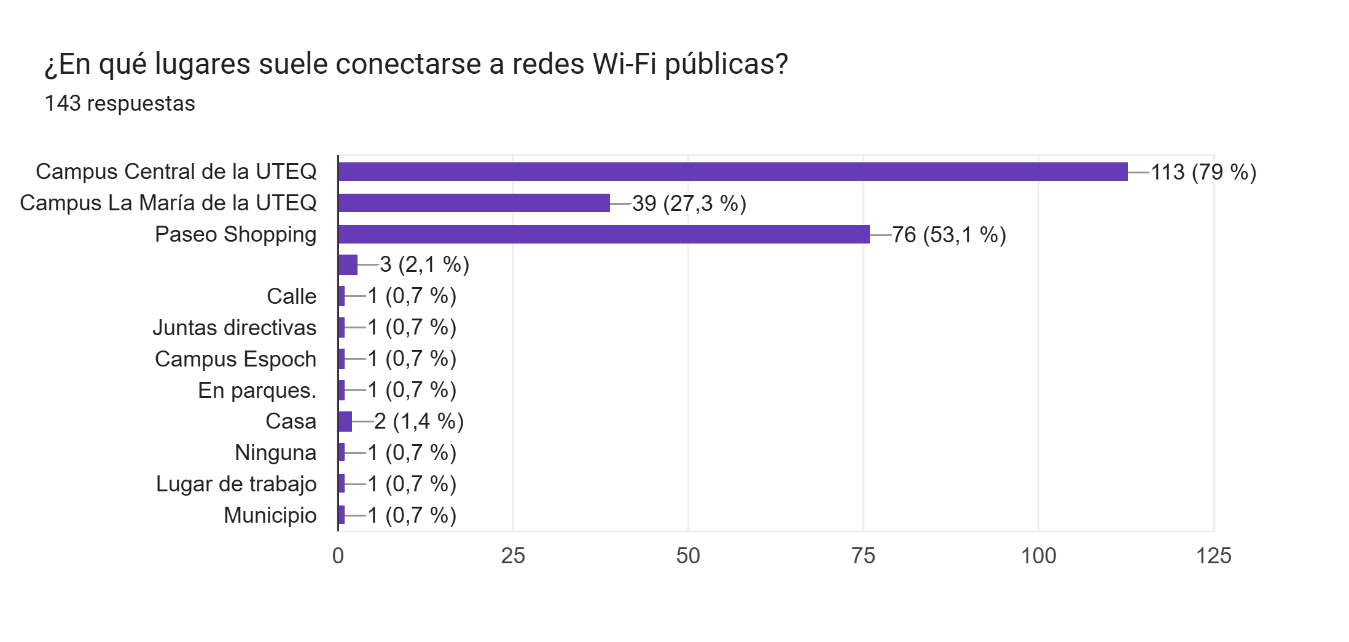 ¿En qué lugares suele conectarse a redes Wi-Fi públicas?
143 respuestas
Campus Central de la UTEQ 113 (79 %)
Campus La María de la UTEQ 39 (27,3 %)
Paseo Shopping 76 (53,1 %)
3 (2,1 %)
Calle 1 (0,7 %)
Juntas directivas 1 (0,7 %)
Campus Espoch 1 (0,7 %)
En parques. 1 (0,7 %)
Casa 2 (1,4 %)
Ninguna 1 (0,7 %)
Lugar de trabajo 1 (0,7 %)
Municipio 1 (0,7 %)
0 25 50 75 100 125